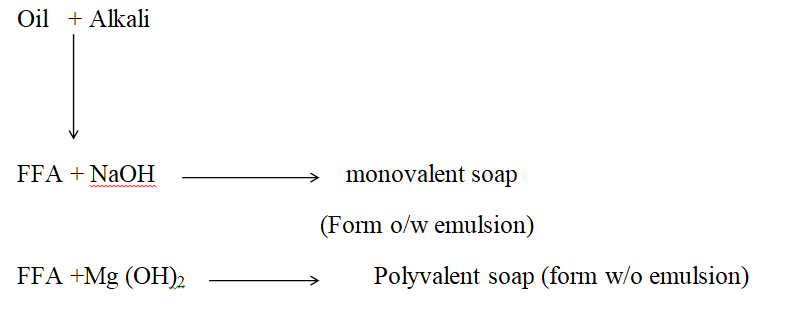 Oil + Alkali
FFA + NaOH monovalent soap
(Form o/w emulsion)
FFA +Mg (OH)2 Polyvalent soap (form w/o emulsion)